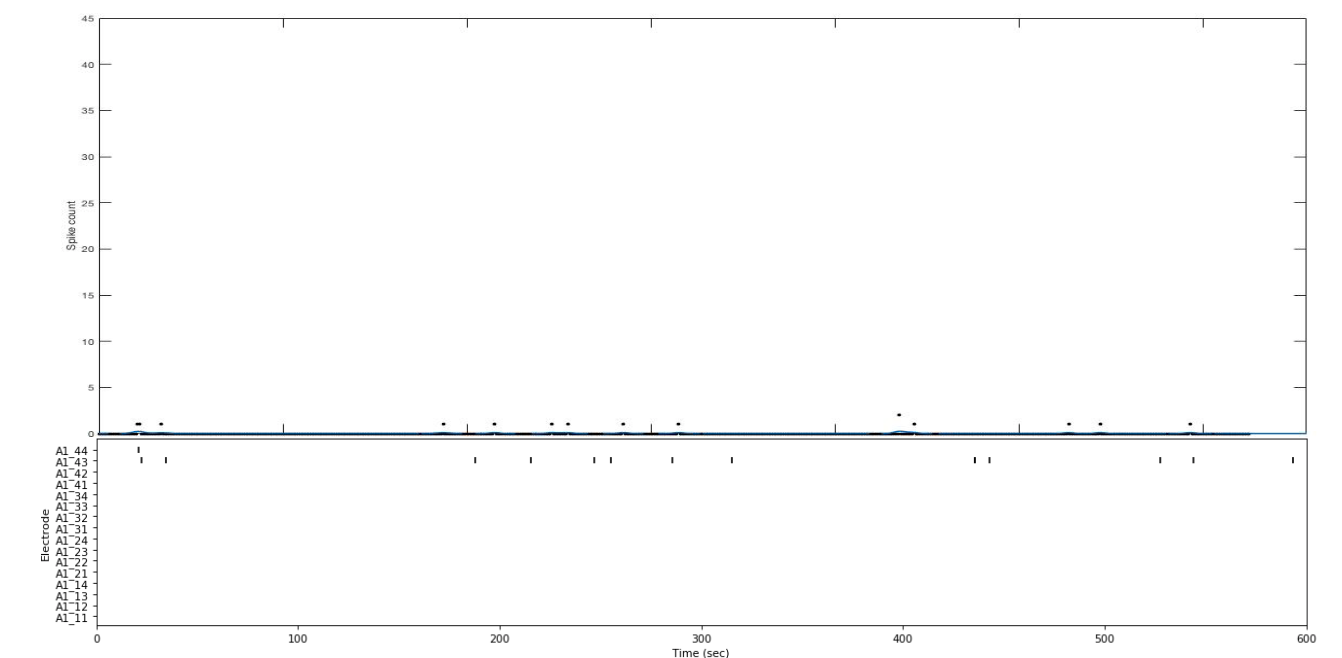 45
40
35
30
25
20
15
10
5
0
Spike count
A1_44
A1_43
A1_42
A1_41
A1_34
A1_33
A1_32
A1_31
A1_24
A1_23
A1_22
A1_21
A1_14
A1_13
A1_12
A1_11
Electrode
0 100 200 300 400 500 600
Time (sec)